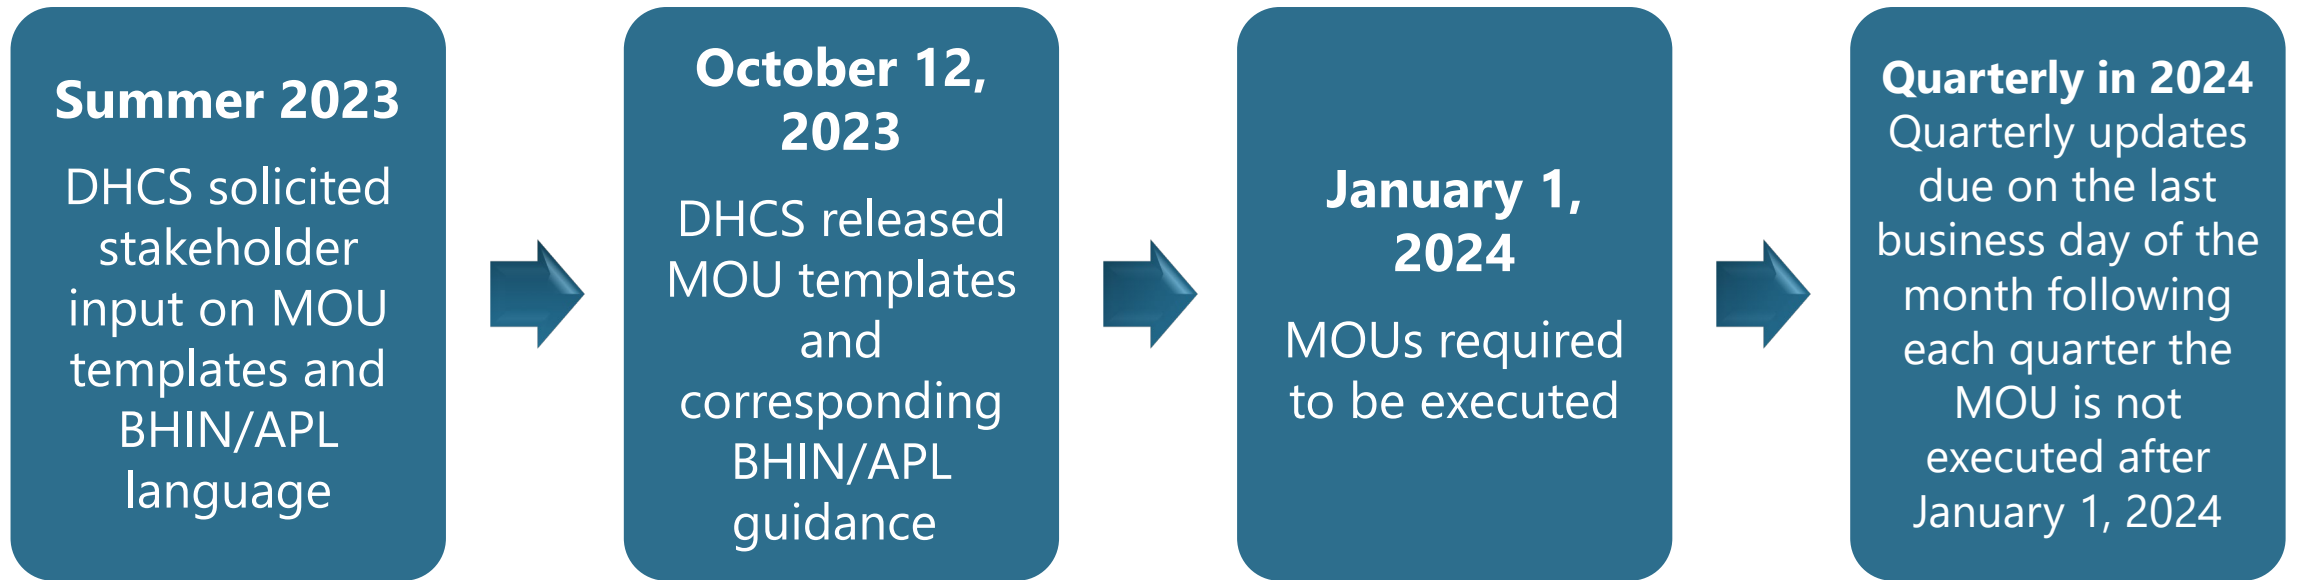 Summer 2023
DHCS solicited
stakeholder
input on MOU
templates and
BHIN/APL
language
October 12,
2023
DHCS released
MOU templates
and
corresponding
BHIN/APL
guidance
January 1,
2024
MOUs required
to be executed
Quarterly in 2024
Quarterly updates
due on the last
business day of the
month following
each quarter the
MOU is not
executed after
January 1, 2024